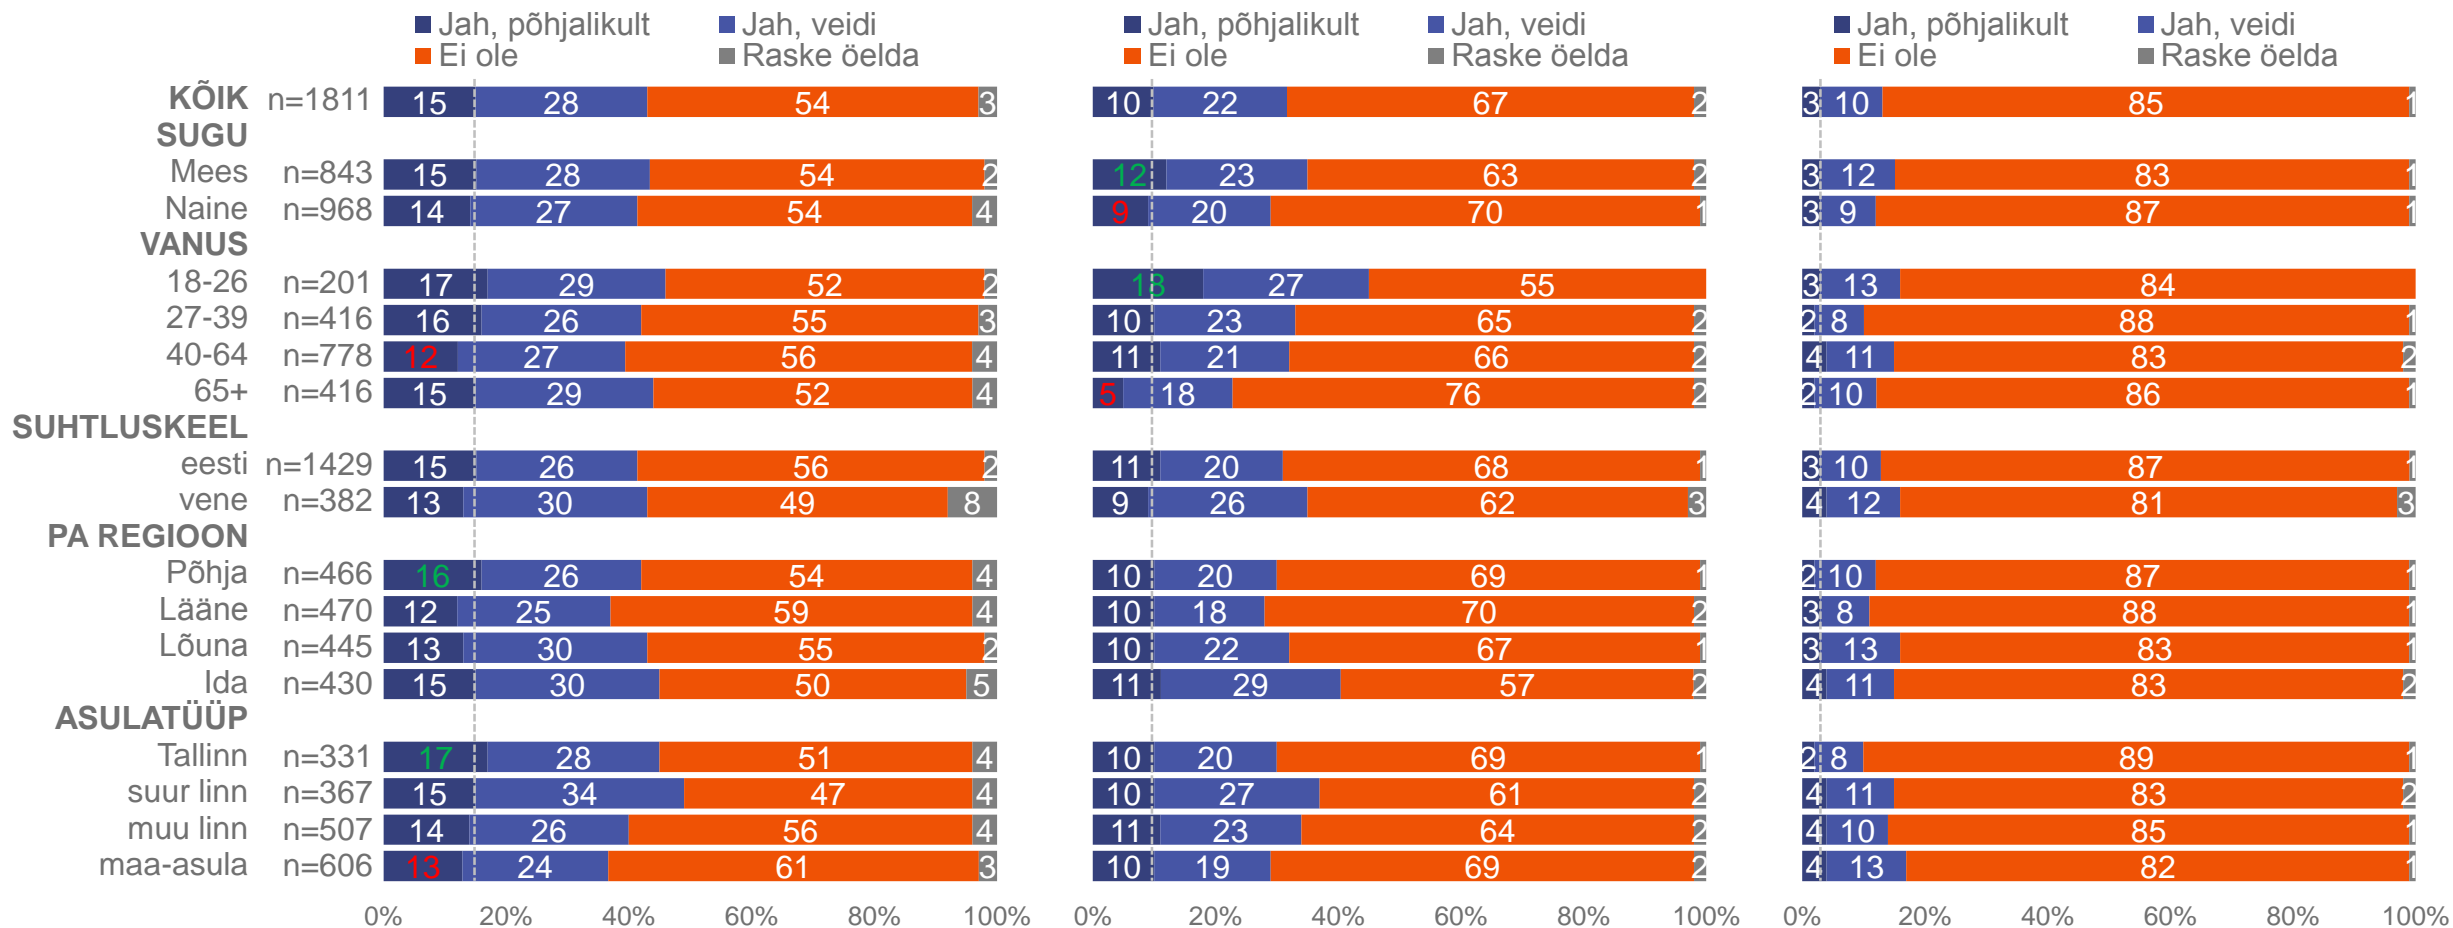 Jah, põhjalikult Jah, veidi Jah, põhjalikult Jah, veidi Jah, põhjalikult Jah, veidi
Ei ole Raske öelda Ei ole Raske öelda Ei ole Raske öelda
KÕIK n=1811 15 28 54 3 10 22 67 2 3 10 85 1
SUGU
Mees n=843 15 28 54 2 12 23 63 2 3 12 83 1
Naine n=968 14 27 54 4 9 20 70 1 3 9 87 1
VANUS
18-26 n=201 17 29 52 2 18 27 55 3 13 84
27-39 n=416 16 26 55 3 10 23 65 2 2 8 88 1
40-64 n=778 12 27 56 4 11 21 66 2 4 11 83 2
65+ n=416 15 29 52 4 5 18 76 2 2 10 86 1
SUHTLUSKEEL
eesti n=1429 15 26 56 2 11 20 68 1 3 10 87 1
vene n=382 13 30 49 8 9 26 62 3 4 12 81 3
PA REGIOON
Põhja n=466 16 26 54 4 10 20 69 1 2 10 87 1
Lääne n=470 12 25 59 4 10 18 70 2 3 8 88 1
Lõuna n=445 13 30 55 2 10 22 67 1 3 13 83 1
Ida n=430 15 30 50 5 11 29 57 2 4 11 83 2
ASULATÜÜP
Tallinn n=331 17 28 51 4 10 20 69 1 2 8 89 1
suur linn n=367 15 34 47 4 10 27 61 2 4 11 83 2
muu linn n=507 14 26 56 4 11 23 64 2 4 10 85 1
maa-asula n=606 13 24 61 3 10 19 69 2 4 13 82 1
0% 20% 40% 60% 80% 100% 0% 20% 40% 60% 80% 100% 0% 20% 40% 60% 80% 100%